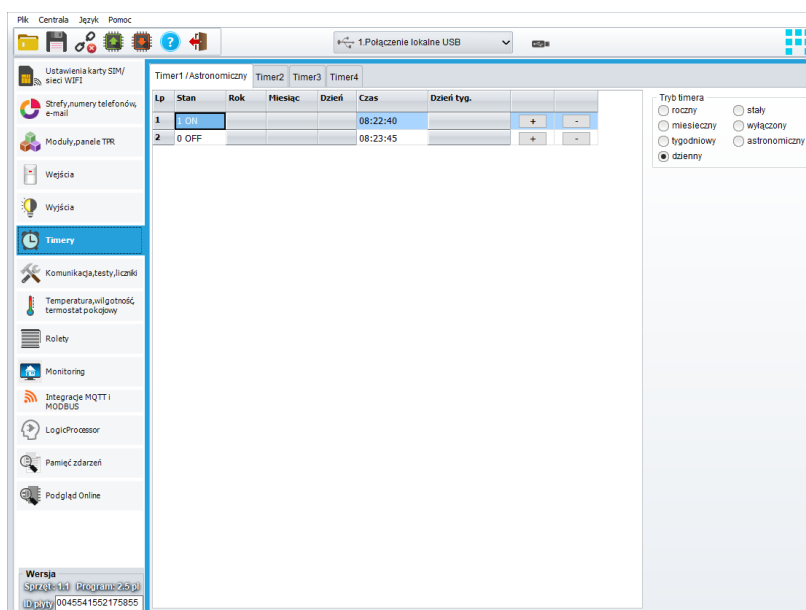 Plik Centrala Język Pomoc
1.Połączenie lokalne USB
Ustawienia karty SIM/
sieci WIFI
Strefy,numery telefonów,
e-mail
Moduły,panele TPR
Wejścia
Wyjścia
Timery
Komunikacja,testy,liczniki
Temperatura,wilgotność,
termostat pokojowy
Rolety
Monitoring
Integracje MQTT i
MODBUS
LogicProcessor
Pamięć zdarzeń
Podgląd Online
Wersja
Sprzęt: 1.1 Program: 2.5 pl
ID płyty 0045541552175855
Timer1 / Astronomiczny Timer2 Timer3 Timer4
Lp Stan Rok Miesiąc Dzień Czas Dzień tyg.
1 1 ON 08:22:40 + -
2 0 OFF 08:23:45 + -
Tryb timera
roczny stały
miesieczny wyłączony
tygodniowy astronomiczny
dzienny